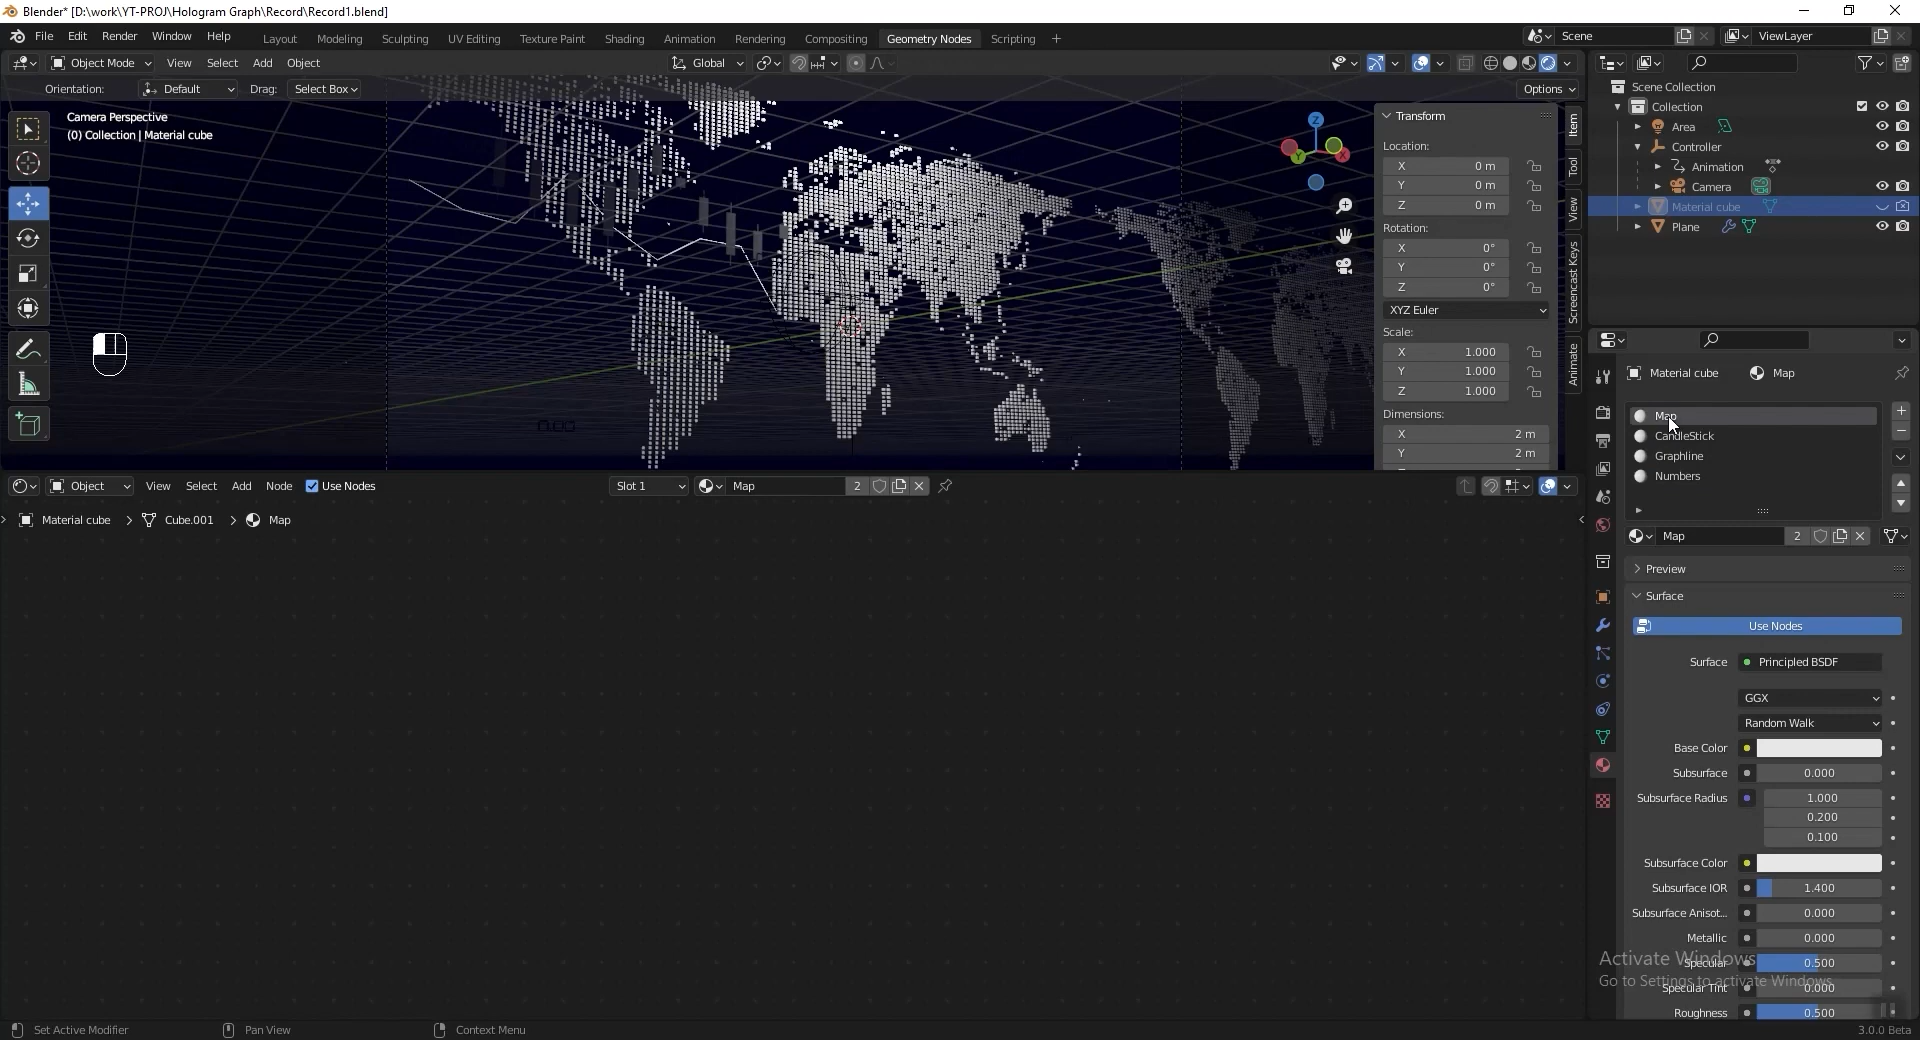 Blender* [D:\work\YT-PROJ\Hologram Graph\Record\Record1.blend]
File Edit Render Window Help Layout Modeling Sculpting UV Editing Texture Paint Shading Animation Rendering Compositing Geometry Nodes Scripting + Scene ViewLayer
Object Mode View Select Add Object Global
Orientation: Default Drag: Select Box Options
Camera Perspective
(0) Collection | Material cube
Z
Y
X
Transform
Location:
X 0 m
Y 0 m
Z 0 m
Rotation:
X 0°
Y 0°
Z 0°
XYZ Euler
Scale:
X 1.000
Y 1.000
Z 1.000
Dimensions:
X 2 m
Y 2 m
Item
Tool
View
Screencast Keys
Animate
Scene Collection
Collection
Area
Controller
Animation
Camera
Material cube
Plane
Object View Select Add Node Use Nodes Slot 1 Map 2
Material cube > Cube.001 > Map
Material cube Map
Map
CandleStick
Graphline
Numbers
Map 2
Preview
Surface
Use Nodes
Surface Principled BSDF
GGX
Random Walk
Base Color
Subsurface 0.000
Subsurface Radius 1.000
0.200
0.100
Subsurface Color
Subsurface IOR 1.400
Subsurface Anisot... 0.000
Metallic 0.000
Specular 0.500
Specular Tint 0.000
Roughness 0.500
Activate Windows
Go to Settings to activate Windows.
Set Active Modifier Pan View Context Menu 3.0.0 Beta